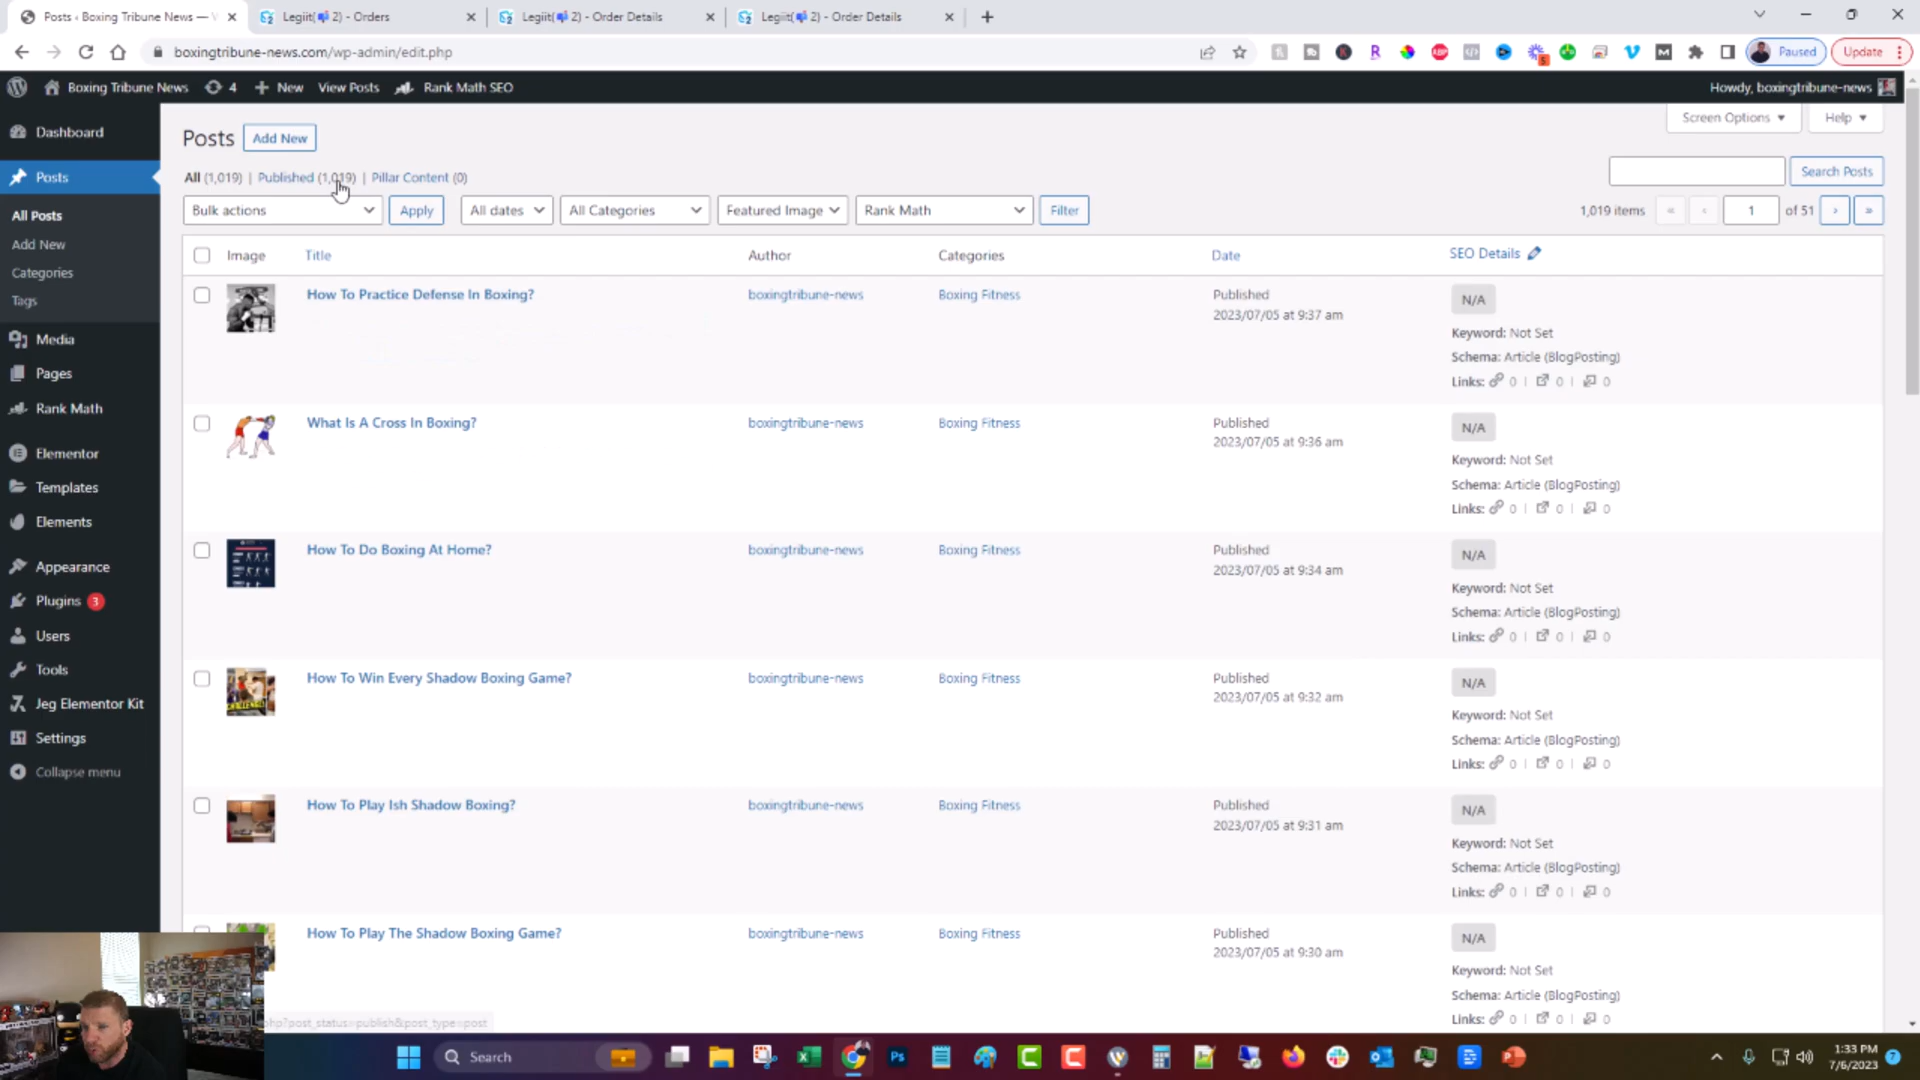 Posts ‹ Boxing Tribune News —
Legiit( 2) - Orders
Legiit( 2) - Order Details
Legiit( 2) - Order Details
boxingtribune-news.com/wp-admin/edit.php
Paused
Update
Boxing Tribune News
4
New
View Posts
Rank Math SEO
Howdy, boxingtribune-news
Dashboard
Posts
All Posts
Add New
Categories
Tags
Media
Pages
Rank Math
Elementor
Templates
Elements
Appearance
Plugins 3
Users
Tools
Jeg Elementor Kit
Settings
Collapse menu
Posts Add New
Screen Options
Help
All (1,019) | Published (1,019) | Pillar Content (0)
Search Posts
Bulk actions Apply All dates All Categories Featured Image Rank Math Filter
1,019 items « ‹ 1 of 51 › »
Image Title Author Categories Date SEO Details
How To Practice Defense In Boxing? boxingtribune-news Boxing Fitness Published N/A
2023/07/05 at 9:37 am
Keyword: Not Set
Schema: Article (BlogPosting)
Links: 0 | 0 | 0
What Is A Cross In Boxing? boxingtribune-news Boxing Fitness Published N/A
2023/07/05 at 9:36 am
Keyword: Not Set
Schema: Article (BlogPosting)
Links: 0 | 0 | 0
How To Do Boxing At Home? boxingtribune-news Boxing Fitness Published N/A
2023/07/05 at 9:34 am
Keyword: Not Set
Schema: Article (BlogPosting)
Links: 0 | 0 | 0
How To Win Every Shadow Boxing Game? boxingtribune-news Boxing Fitness Published N/A
2023/07/05 at 9:32 am
Keyword: Not Set
Schema: Article (BlogPosting)
Links: 0 | 0 | 0
How To Play Ish Shadow Boxing? boxingtribune-news Boxing Fitness Published N/A
2023/07/05 at 9:31 am
Keyword: Not Set
Schema: Article (BlogPosting)
Links: 0 | 0 | 0
How To Play The Shadow Boxing Game? boxingtribune-news Boxing Fitness Published N/A
2023/07/05 at 9:30 am
Keyword: Not Set
Schema: Article (BlogPosting)
Links: 0 | 0 | 0
hp?post_status=publish&post_type=post
Search
1:33 PM
7/6/2023